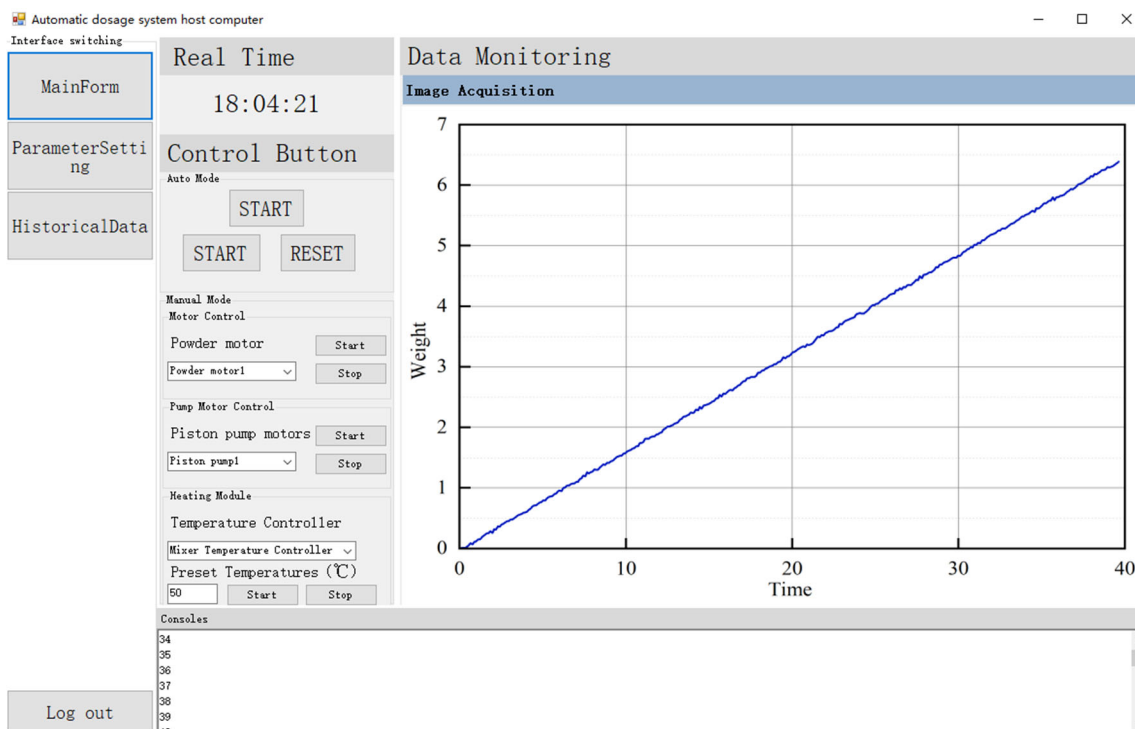 Automatic dosage system host computer
Interface switching
MainForm
ParameterSetti
ng
HistoricalData
Log out
Real Time
18:04:21
Control Button
Auto Mode
START
START RESET
Manual Mode
Motor Control
Powder motor Start
Powder motor1 Stop
Pump Motor Control
Piston pump motors Start
Piston pump1 Stop
Heating Module
Temperature Controller
Mixer Temperature Controller
Preset Temperatures (℃)
50 Start Stop
Data Monitoring
Image Acquisition
7
6
5
4
3
2
1
0
Weight
0 10 20 30 40
Time
Consoles
34
35
36
37
38
39